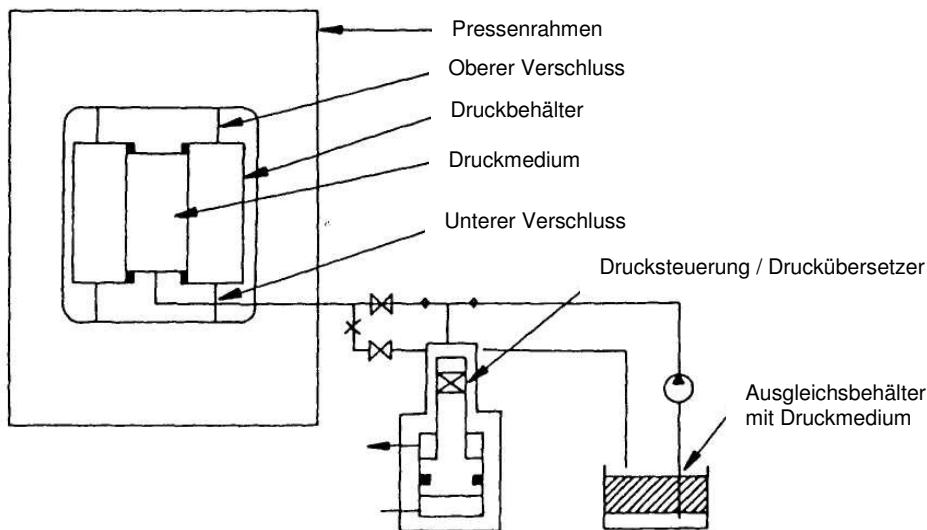 Pressenrahmen
Oberer Verschluss
Druckbehälter
Druckmedium
Unterer Verschluss
Drucksteuerung / Druckübersetzer
Ausgleichsbehälter
mit Druckmedium